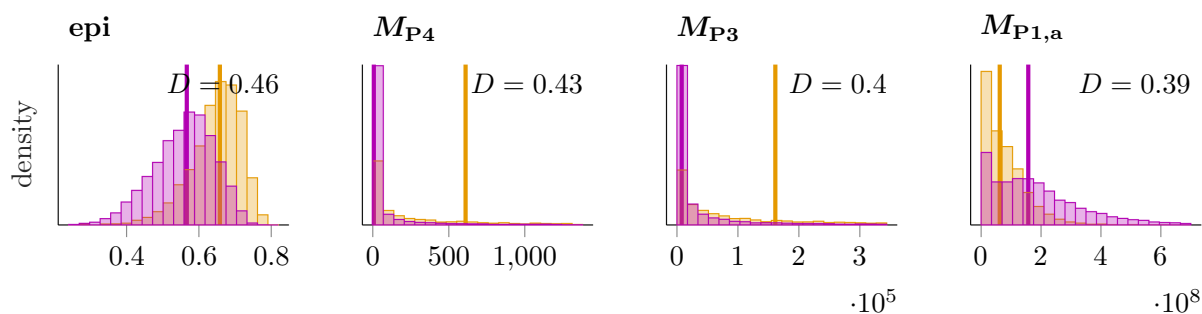 epi
M_P4
M_P3
M_P1,a
density
D = 0.46
D = 0.43
D = 0.4
D = 0.39
0.4 0.6 0.8
0 500 1,000
0 1 2 3
·10^5
0 2 4 6
·10^8